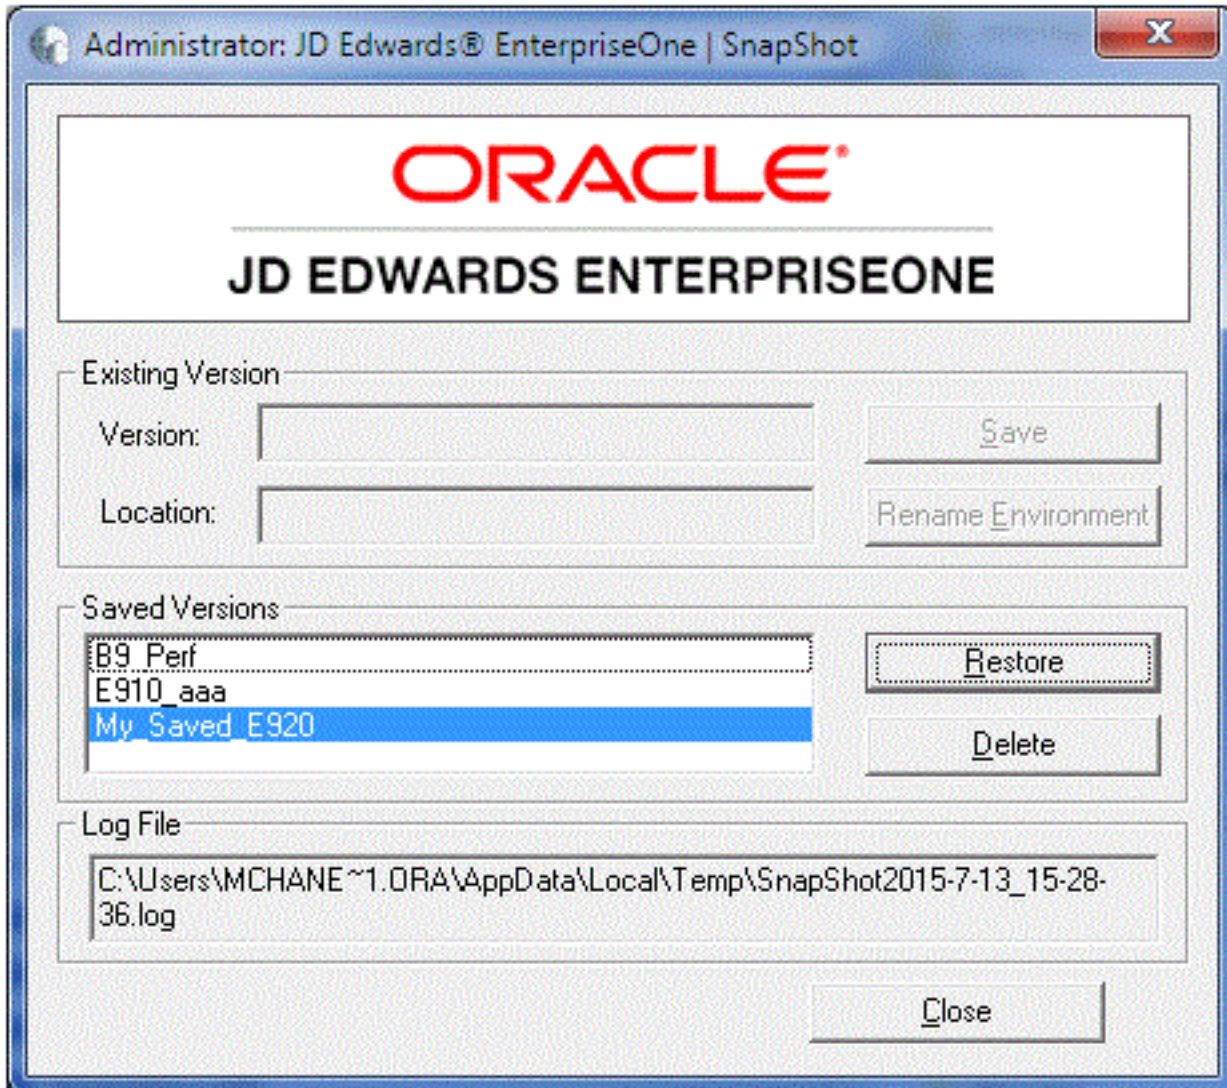 Administrator: JD Edwards® EnterpriseOne | SnapShot
X
ORACLE®
JD EDWARDS ENTERPRISEONE
Existing Version
Version:
Save
Location:
Rename Environment
Saved Versions
B9_Perf
Restore
E910_aaa
My_Saved_E920
Delete
Log File
C:\Users\MCHANE~1.ORA\AppData\Local\Temp\SnapShot2015-7-13_15-28-
36.log
Close